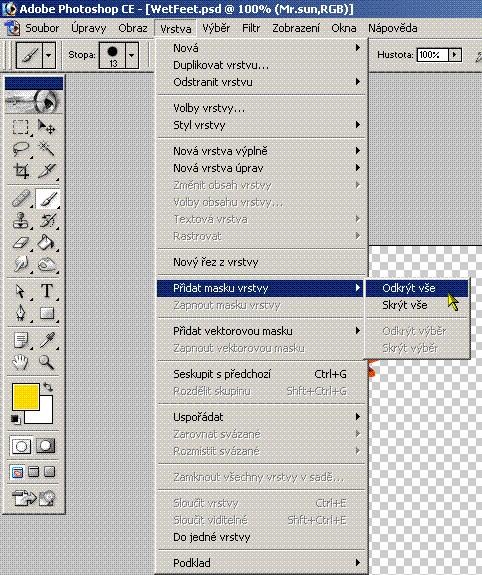 Adobe Photoshop CE - [WetFeet.psd @ 100% (Mr.sun,RGB)]
Soubor Úpravy Obraz Vrstva Výběr Filtr Zobrazení Okna Nápověda
Stopa: 13 Hustota: 100%
Nová
Duplikovat vrstvu...
Odstranit vrstvu
Volby vrstvy...
Styl vrstvy
Nová vrstva výplně
Nová vrstva úprav
Změnit obsah vrstvy
Volby obsahu vrstvy...
Textová vrstva
Rastrovat
Nový řez z vrstvy
Přidat masku vrstvy Odkrýt vše
Zapnout masku vrstvy Skrýt vše
Přidat vektorovou masku Odkrýt výběr
Zapnout vektorovou masku Skrýt výběr
Seskupit s předchozí Ctrl+G
Rozdělit skupinu Shft+Ctrl+G
Uspořádat
Zarovnat svázané
Rozmístit svázané
Zamknout všechny vrstvy v sadě...
Sloučit vrstvy Ctrl+E
Sloučit viditelné Shft+Ctrl+E
Do jedné vrstvy
Podklad